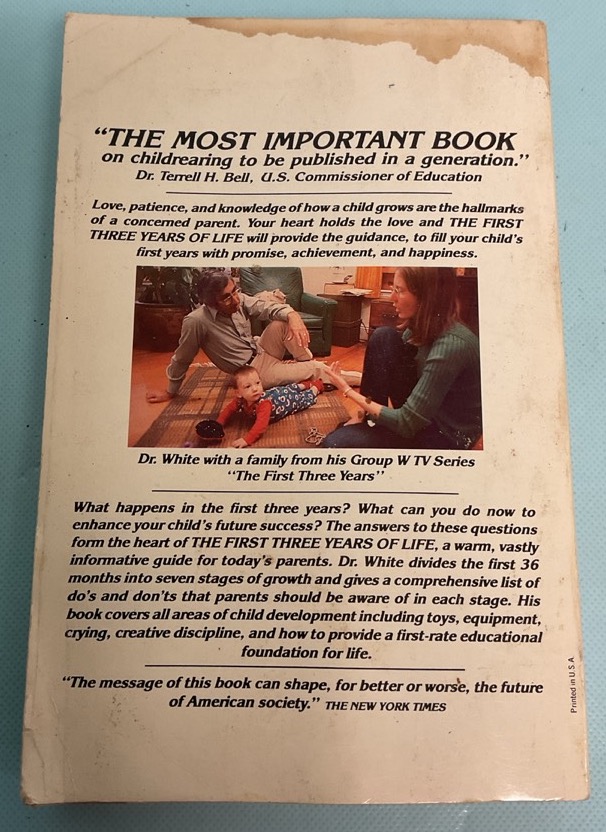 “THE MOST IMPORTANT BOOK
on childrearing to be published in a generation.”
Dr. Terrell H. Bell, U.S. Commissioner of Education
Love, patience, and knowledge of how a child grows are the hallmarks
of a concerned parent. Your heart holds the love and THE FIRST
THREE YEARS OF LIFE will provide the guidance, to fill your child's
first years with promise, achievement, and happiness.
Dr. White with a family from his Group W TV Series
“The First Three Years”
What happens in the first three years? What can you do now to
enhance your child's future success? The answers to these questions
form the heart of THE FIRST THREE YEARS OF LIFE, a warm, vastly
informative guide for today's parents. Dr. White divides the first 36
months into seven stages of growth and gives a comprehensive list of
do's and don'ts that parents should be aware of in each stage. His
book covers all areas of child development including toys, equipment,
crying, creative discipline, and how to provide a first-rate educational
foundation for life.
“The message of this book can shape, for better or worse, the future
of American society.” THE NEW YORK TIMES
Printed in U.S.A